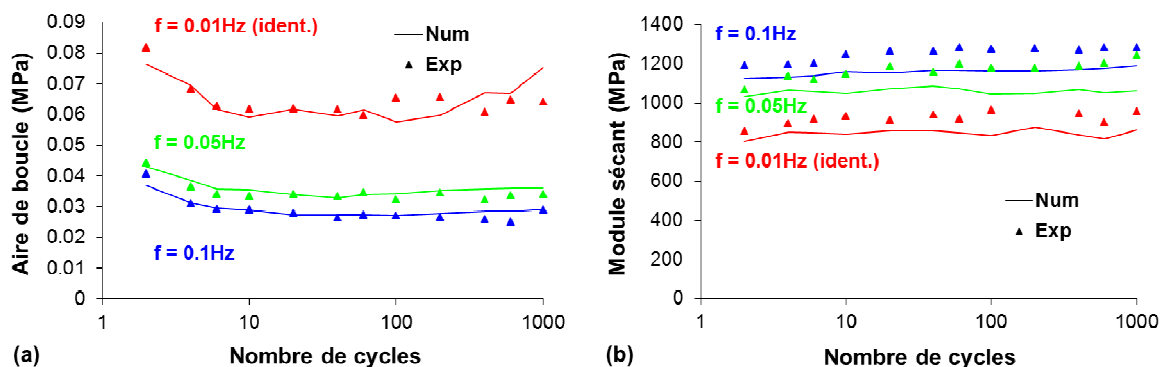 0.09
0.08
0.07
0.06
0.05
0.04
0.03
0.02
0.01
0
Aire de boucle (MPa)
f = 0.01Hz (ident.)
Num
Exp
f = 0.05Hz
f = 0.1Hz
1
10
100
1000
(a)
Nombre de cycles
1400
1200
1000
800
600
400
200
0
Module sécant (MPa)
f = 0.1Hz
f = 0.05Hz
f = 0.01Hz (ident.)
Num
Exp
1
10
100
1000
(b)
Nombre de cycles